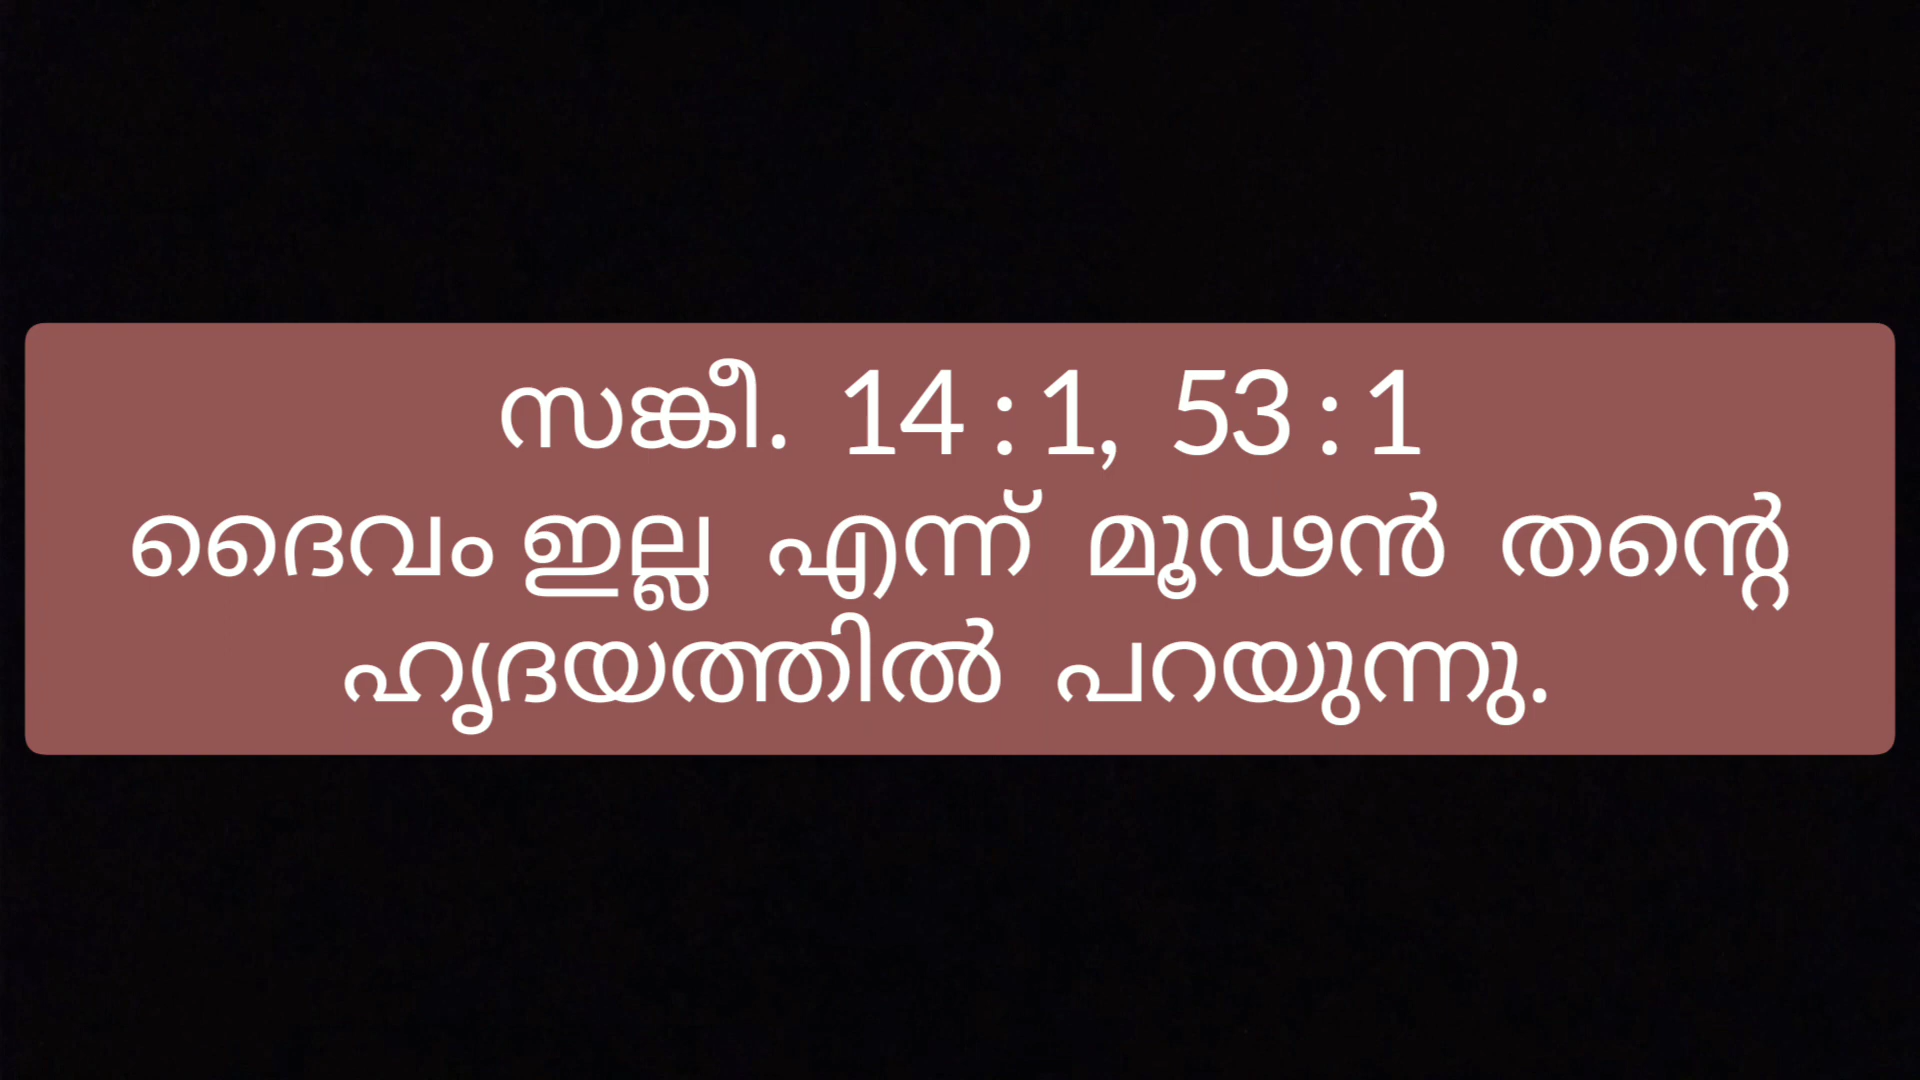 സങ്കീ. 14 : 1, 53 : 1
ദൈവം ഇല്ല എന്ന് മൂഢൻ തന്റെ
ഹൃദയത്തിൽ പറയുന്നു.